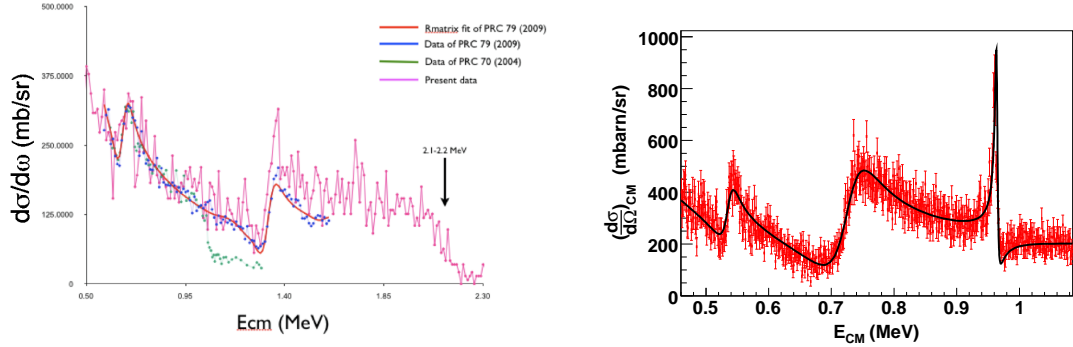 500.0000
375.0000
250.0000
125.0000
0
0.50
0.95
1.40
1.85
2.30
dσ/dω (mb/sr)
Ecm (MeV)
Rmatrix fit of PRC 79 (2009)
Data of PRC 79 (2009)
Data of PRC 70 (2004)
Present data
2.1-2.2 MeV
1000
800
600
400
200
0
0.5
0.6
0.7
0.8
0.9
1
(dσ/dΩ)CM (mbarn/sr)
ECM (MeV)